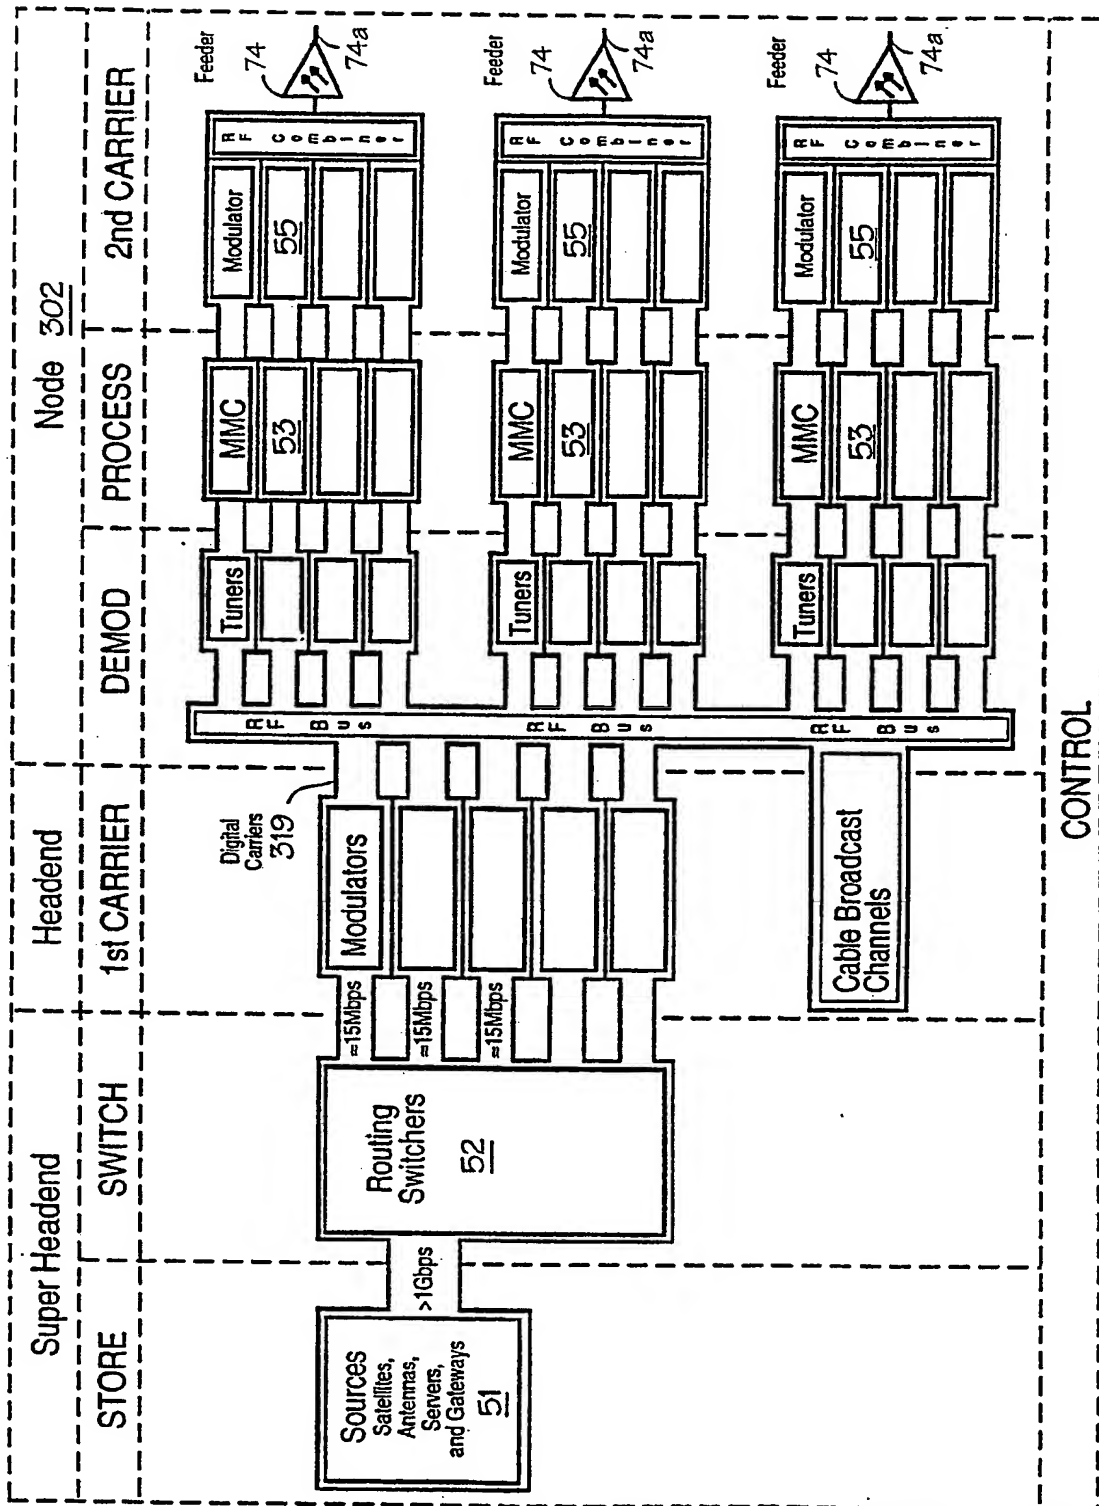 Super Headend
Headend
Node 302
STORE
SWITCH
1st CARRIER
DEMOD
PROCESS
2nd CARRIER
Sources
Satellites,
Antennas,
Servers,
and Gateways
51
>1Gbps
Routing
Switchers
52
≈15Mbps
≈15Mbps
≈15Mbps
Modulators
Digital
Carriers
319
Cable Broadcast
Channels
RF Bus
RF Bus
RF Bus
Tuners
MMC
53
Modulator
55
RF Combiner
Feeder
74
74a
Tuners
MMC
53
Modulator
55
RF Combiner
Feeder
74
74a
Tuners
MMC
53
Modulator
55
RF Combiner
Feeder
74
74a
CONTROL